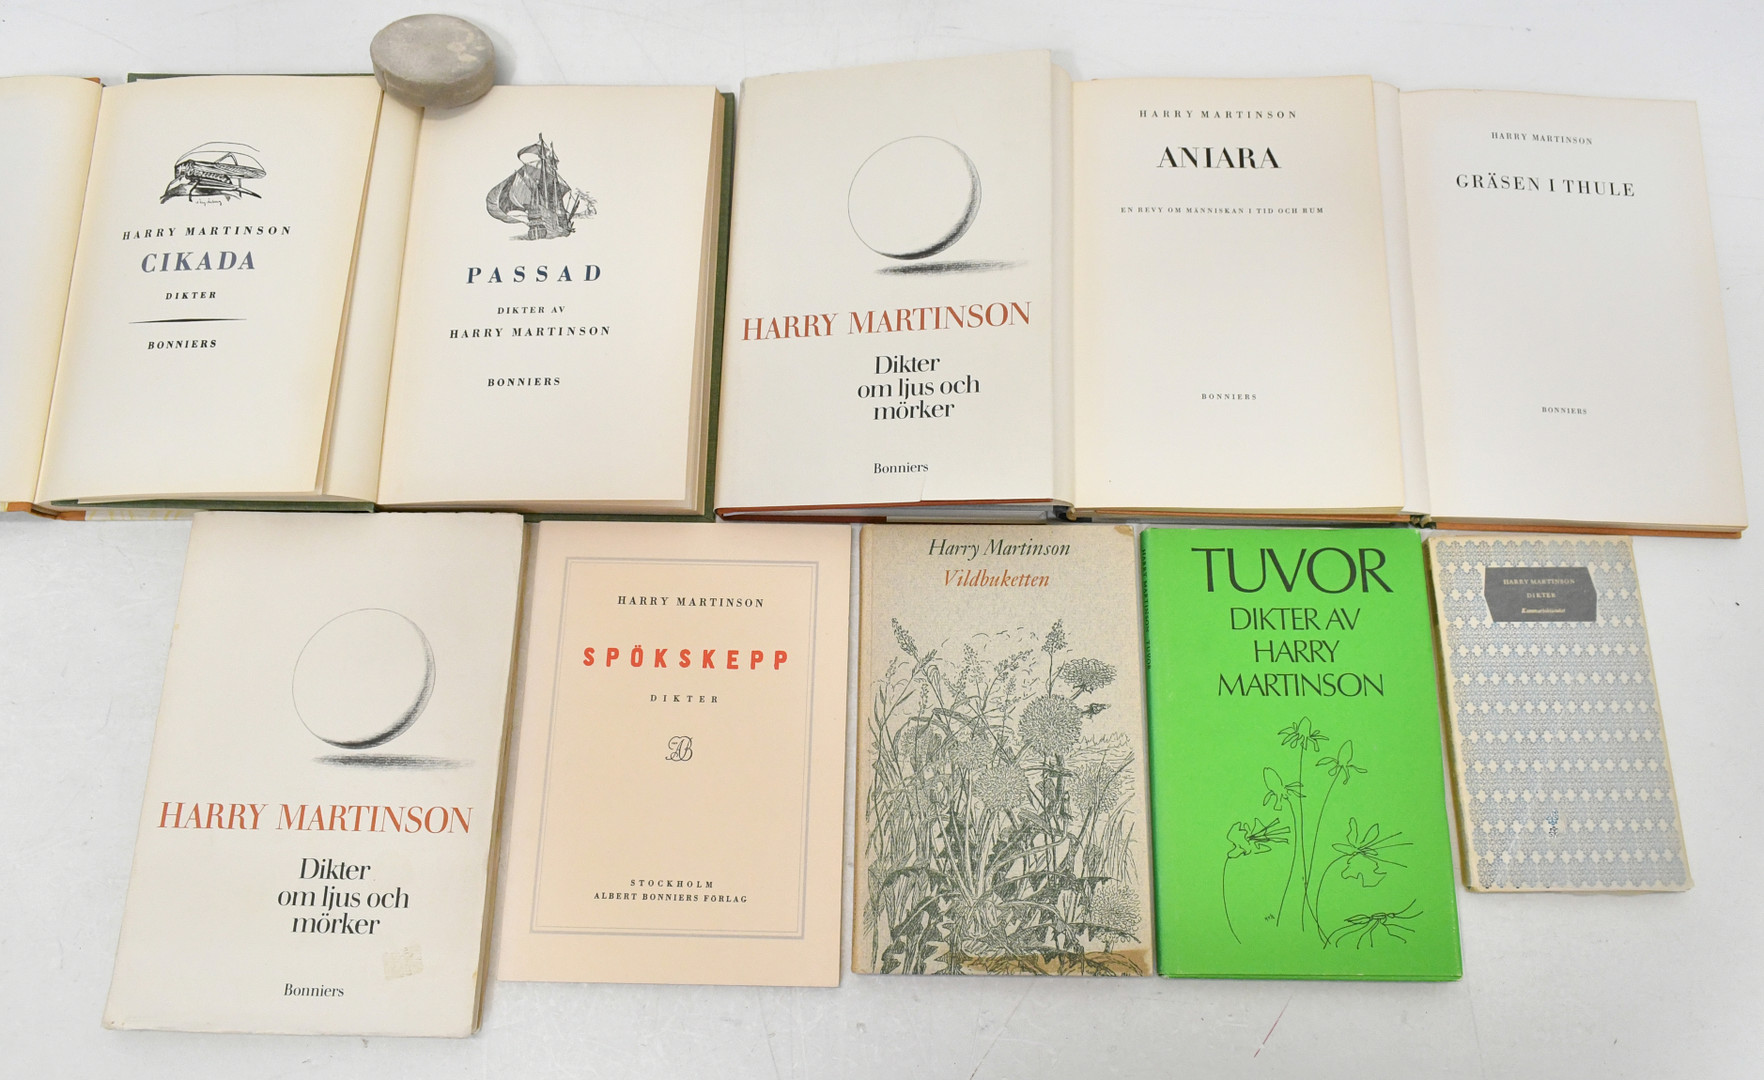 HARRY MARTINSON
CIKADA
DIKTER
BONNIERS
PASSAD
DIKTER AV
HARRY MARTINSON
BONNIERS
HARRY MARTINSON
Dikter
om ljus och
mörker
Bonniers
HARRY MARTINSON
ANIARA
EN REVY OM MÄNNISKAN I TID OCH RUM
BONNIERS
HARRY MARTINSON
GRÄSEN I THULE
BONNIERS
HARRY MARTINSON
Dikter
om ljus och
mörker
Bonniers
HARRY MARTINSON
SPÖKSKEPP
DIKTER
STOCKHOLM
ALBERT BONNIERS FÖRLAG
Harry Martinson
Vildbuketten
TUVOR
DIKTER AV
HARRY
MARTINSON
HARRY MARTINSON
DIKTER